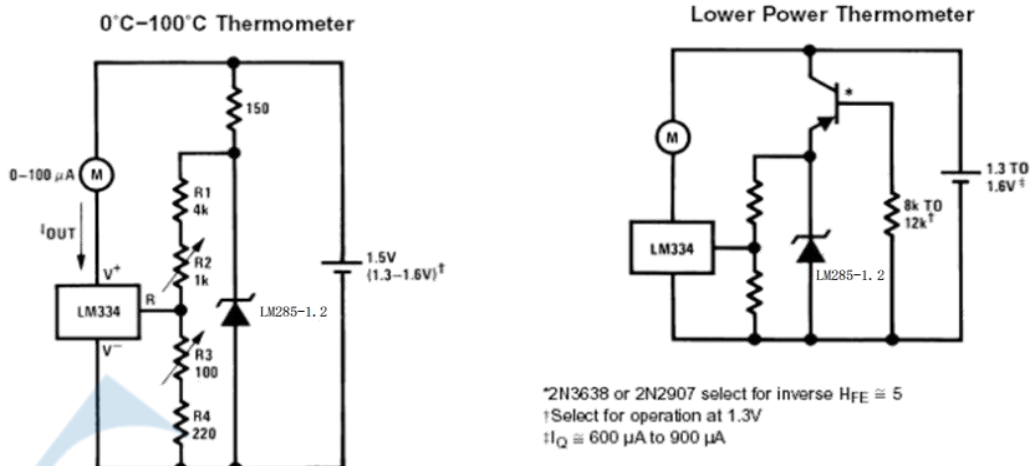 0°C–100°C Thermometer
150
0–100 µA
M
R1
4k
IOUT
R2
1k
V+
R
LM334
V−
R3
100
R4
220
1.5V
(1.3–1.6V)†
LM285-1.2
Lower Power Thermometer
*
M
LM334
LM285-1.2
8k TO
12k†
1.3 TO
1.6V‡
*2N3638 or 2N2907 select for inverse HFE ≅ 5
†Select for operation at 1.3V
‡IQ ≅ 600 µA to 900 µA